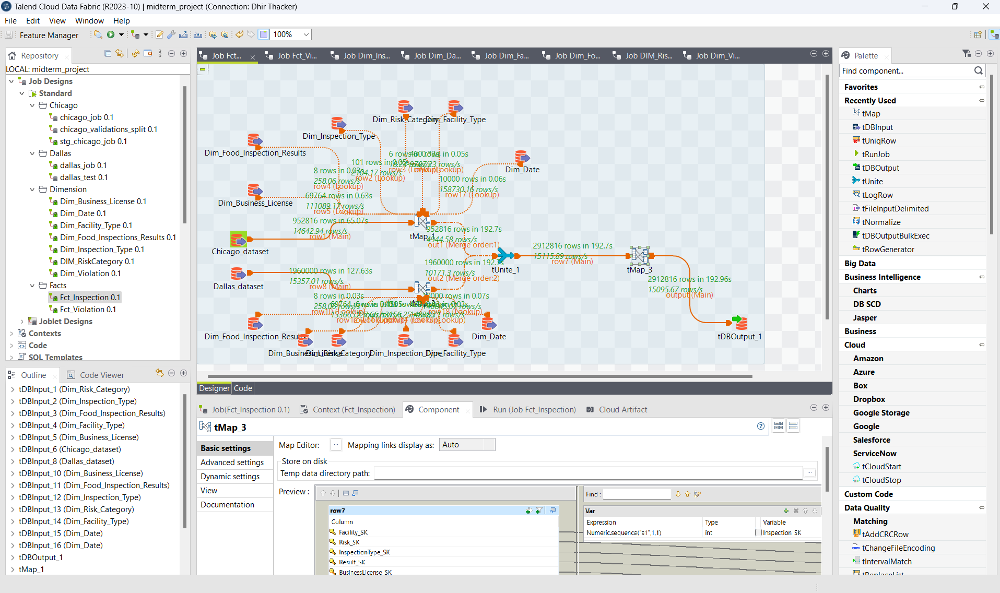 Talend Cloud Data Fabric (R2023-10) | midterm_project (Connection: Dhir Thacker)
File Edit View Window Help
Feature Manager
100%
Repository
LOCAL: midterm_project
Job Designs
Standard
Chicago
chicago_job 0.1
chicago_validations_split 0.1
stg_chicago_job 0.1
Dallas
dallas_job 0.1
dallas_test 0.1
Dimension
Dim_Business_License 0.1
Dim_Date 0.1
Dim_Facility_Type 0.1
Dim_Food_Inspections_Results 0.1
Dim_Inspection_Type 0.1
DIM_RiskCategory 0.1
Dim_Violation 0.1
Facts
Fct_Inspection 0.1
Fct_Violation 0.1
Joblet Designs
Contexts
Code
SQL Templates
Outline
Code Viewer
tDBInput_1 (Dim_Risk_Category)
tDBInput_2 (Dim_Inspection_Type)
tDBInput_3 (Dim_Food_Inspection_Results)
tDBInput_4 (Dim_Facility_Type)
tDBInput_5 (Dim_Business_License)
tDBInput_6 (Chicago_dataset)
tDBInput_8 (Dallas_dataset)
tDBInput_10 (Dim_Business_License)
tDBInput_11 (Dim_Food_Inspection_Results)
tDBInput_12 (Dim_Inspection_Type)
tDBInput_13 (Dim_Risk_Category)
tDBInput_14 (Dim_Facility_Type)
tDBInput_15 (Dim_Date)
tDBInput_16 (Dim_Date)
tDBOutput_1
tMap_1
Job Fct...
Job Fct_Vi...
Job Dim_Ins...
Job Dim_Da...
Job Dim_Fa...
Job Dim_Fo...
Job DIM_Ris...
Job Dim_Vi...
Dim_Risk_Category
Dim_Facility_Type
Dim_Inspection_Type
Dim_Food_Inspection_Results
Dim_Date
6 rows in 0.33s
rows in 0.05s
101 rows in 0.05s
2104.17 rows/s
row3 (Lookup)
row2 (Lookup)
8 rows in 0.03s
258.06 rows/s
row4 (Lookup)
10000 rows in 0.06s
158730.16 rows/s
row17 (Lookup)
Dim_Business_License
69764 rows in 0.63s
111089.17 rows/s
row5 (Lookup)
952816 rows in 65.07s
14642.94 rows/s
row1 (Main)
Chicago_dataset
tMap_1
952816 rows in 192.7s
4944.58 rows/s
out1 (Merge order:1)
1960000 rows in 192.7s
10171.3 rows/s
out2 (Merge order:2)
tUnite_1
2912816 rows in 192.7s
15115.89 rows/s
row7 (Main)
tMap_3
2912816 rows in 192.96s
15095.67 rows/s
output (Main)
tDBOutput_1
Dallas_dataset
1960000 rows in 127.63s
15357.01 rows/s
row8 (Main)
8 rows in 0.03s
258.06 rows/s
row10 (Lookup)
rows in 0.07s
row18 (Lookup)
Dim_Food_Inspection_Results
Dim_Business_License
Dim_Risk_Category
Dim_Inspection_Type
Dim_Facility_Type
Dim_Date
Designer
Code
Job(Fct_Inspection 0.1)
Context (Fct_Inspection)
Component
Run (Job Fct_Inspection)
Cloud Artifact
tMap_3
Basic settings
Advanced settings
Dynamic settings
View
Documentation
Map Editor: ... Mapping links display as: Auto
Store on disk
Temp data directory path: ...
Preview :
row7
Column
Facility_SK
Risk_SK
InspectionType_SK
Result_SK
BusinessLicense_SK
Find :
Var
Expression Type Variable
Numeric.sequence("s1",1,1) int Inspection_SK
Palette
Find component...
Favorites
Recently Used
tMap
tDBInput
tUniqRow
tRunJob
tDBOutput
tUnite
tLogRow
tFileInputDelimited
tNormalize
tDBOutputBulkExec
tRowGenerator
Big Data
Business Intelligence
Charts
DB SCD
Jasper
Business
Cloud
Amazon
Azure
Box
Dropbox
Google Storage
Google
Salesforce
ServiceNow
tCloudStart
tCloudStop
Custom Code
Data Quality
Matching
tAddCRCRow
tChangeFileEncoding
tIntervalMatch
tReplaceList